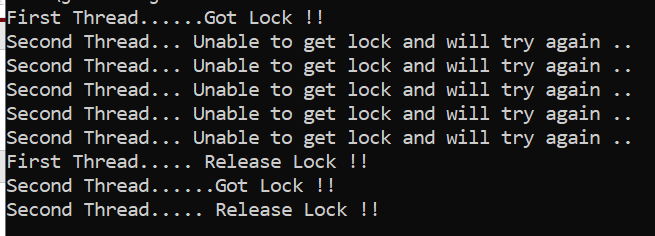 First Thread......Got Lock !!
Second Thread... Unable to get lock and will try again ..
Second Thread... Unable to get lock and will try again ..
Second Thread... Unable to get lock and will try again ..
Second Thread... Unable to get lock and will try again ..
Second Thread... Unable to get lock and will try again ..
First Thread..... Release Lock !!
Second Thread......Got Lock !!
Second Thread..... Release Lock !!